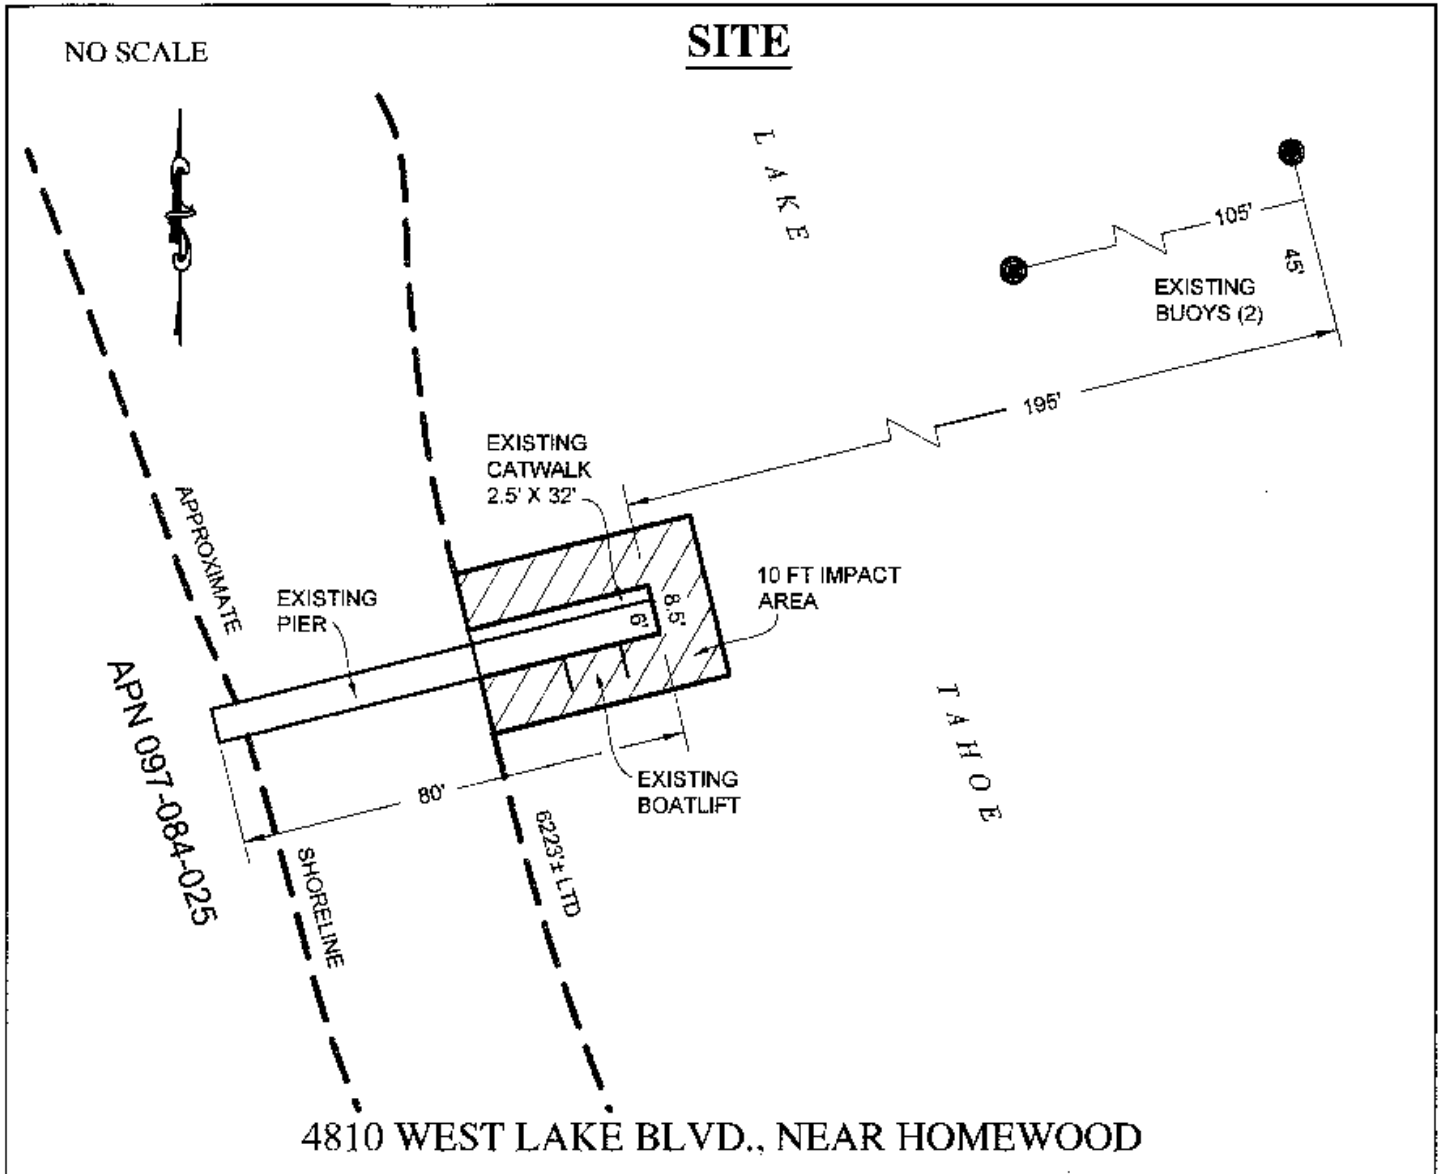 SITE
NO SCALE
LAKE
105'
45'
EXISTING
BUOYS (2)
195'
EXISTING
CATWALK
2.5' X 32'
APPROXIMATE
10 FT IMPACT
AREA
EXISTING
PIER
8.5'
6'
APN 097-084-025
TAHOE
EXISTING
BOATLIFT
80'
6223'± LTD
SHORELINE
4810 WEST LAKE BLVD., NEAR HOMEWOOD